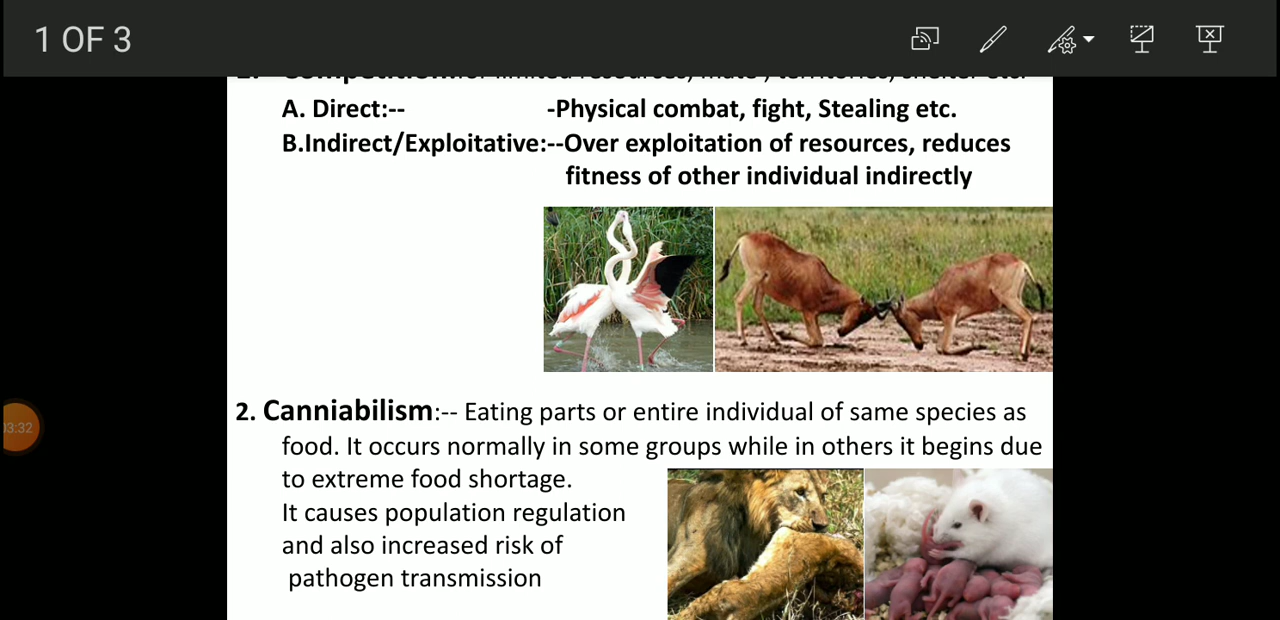 1 OF 3
A. Direct:-- -Physical combat, fight, Stealing etc.
B.Indirect/Exploitative:--Over exploitation of resources, reduces
fitness of other individual indirectly
2. Canniabilism:-- Eating parts or entire individual of same species as
food. It occurs normally in some groups while in others it begins due
to extreme food shortage.
It causes population regulation
and also increased risk of
pathogen transmission
03:32